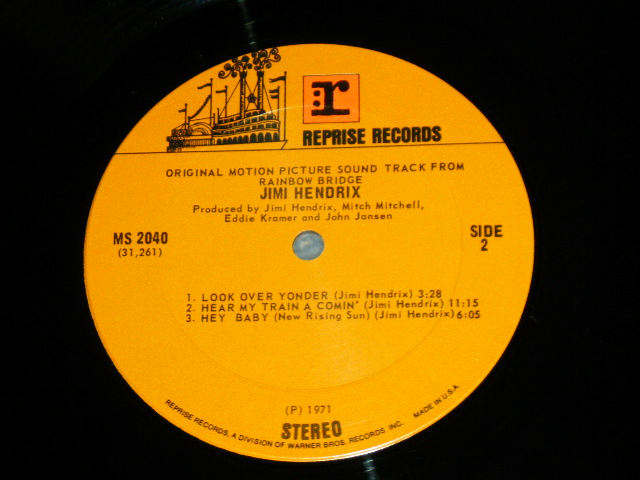 r
REPRISE RECORDS
ORIGINAL MOTION PICTURE SOUND TRACK FROM
RAINBOW BRIDGE
JIMI HENDRIX
Produced by Jimi Hendrix, Mitch Mitchell,
Eddie Kramer and John Jansen
MS 2040
(31,261)
SIDE
2
1. LOOK OVER YONDER (Jimi Hendrix) 3:28
2. HEAR MY TRAIN A COMIN' (Jimi Hendrix) 11:15
3. HEY BABY (New Rising Sun) (Jimi Hendrix) 6:05
(P) 1971
STEREO
REPRISE RECORDS, A DIVISION OF WARNER BROS. RECORDS INC. MADE IN U.S.A.